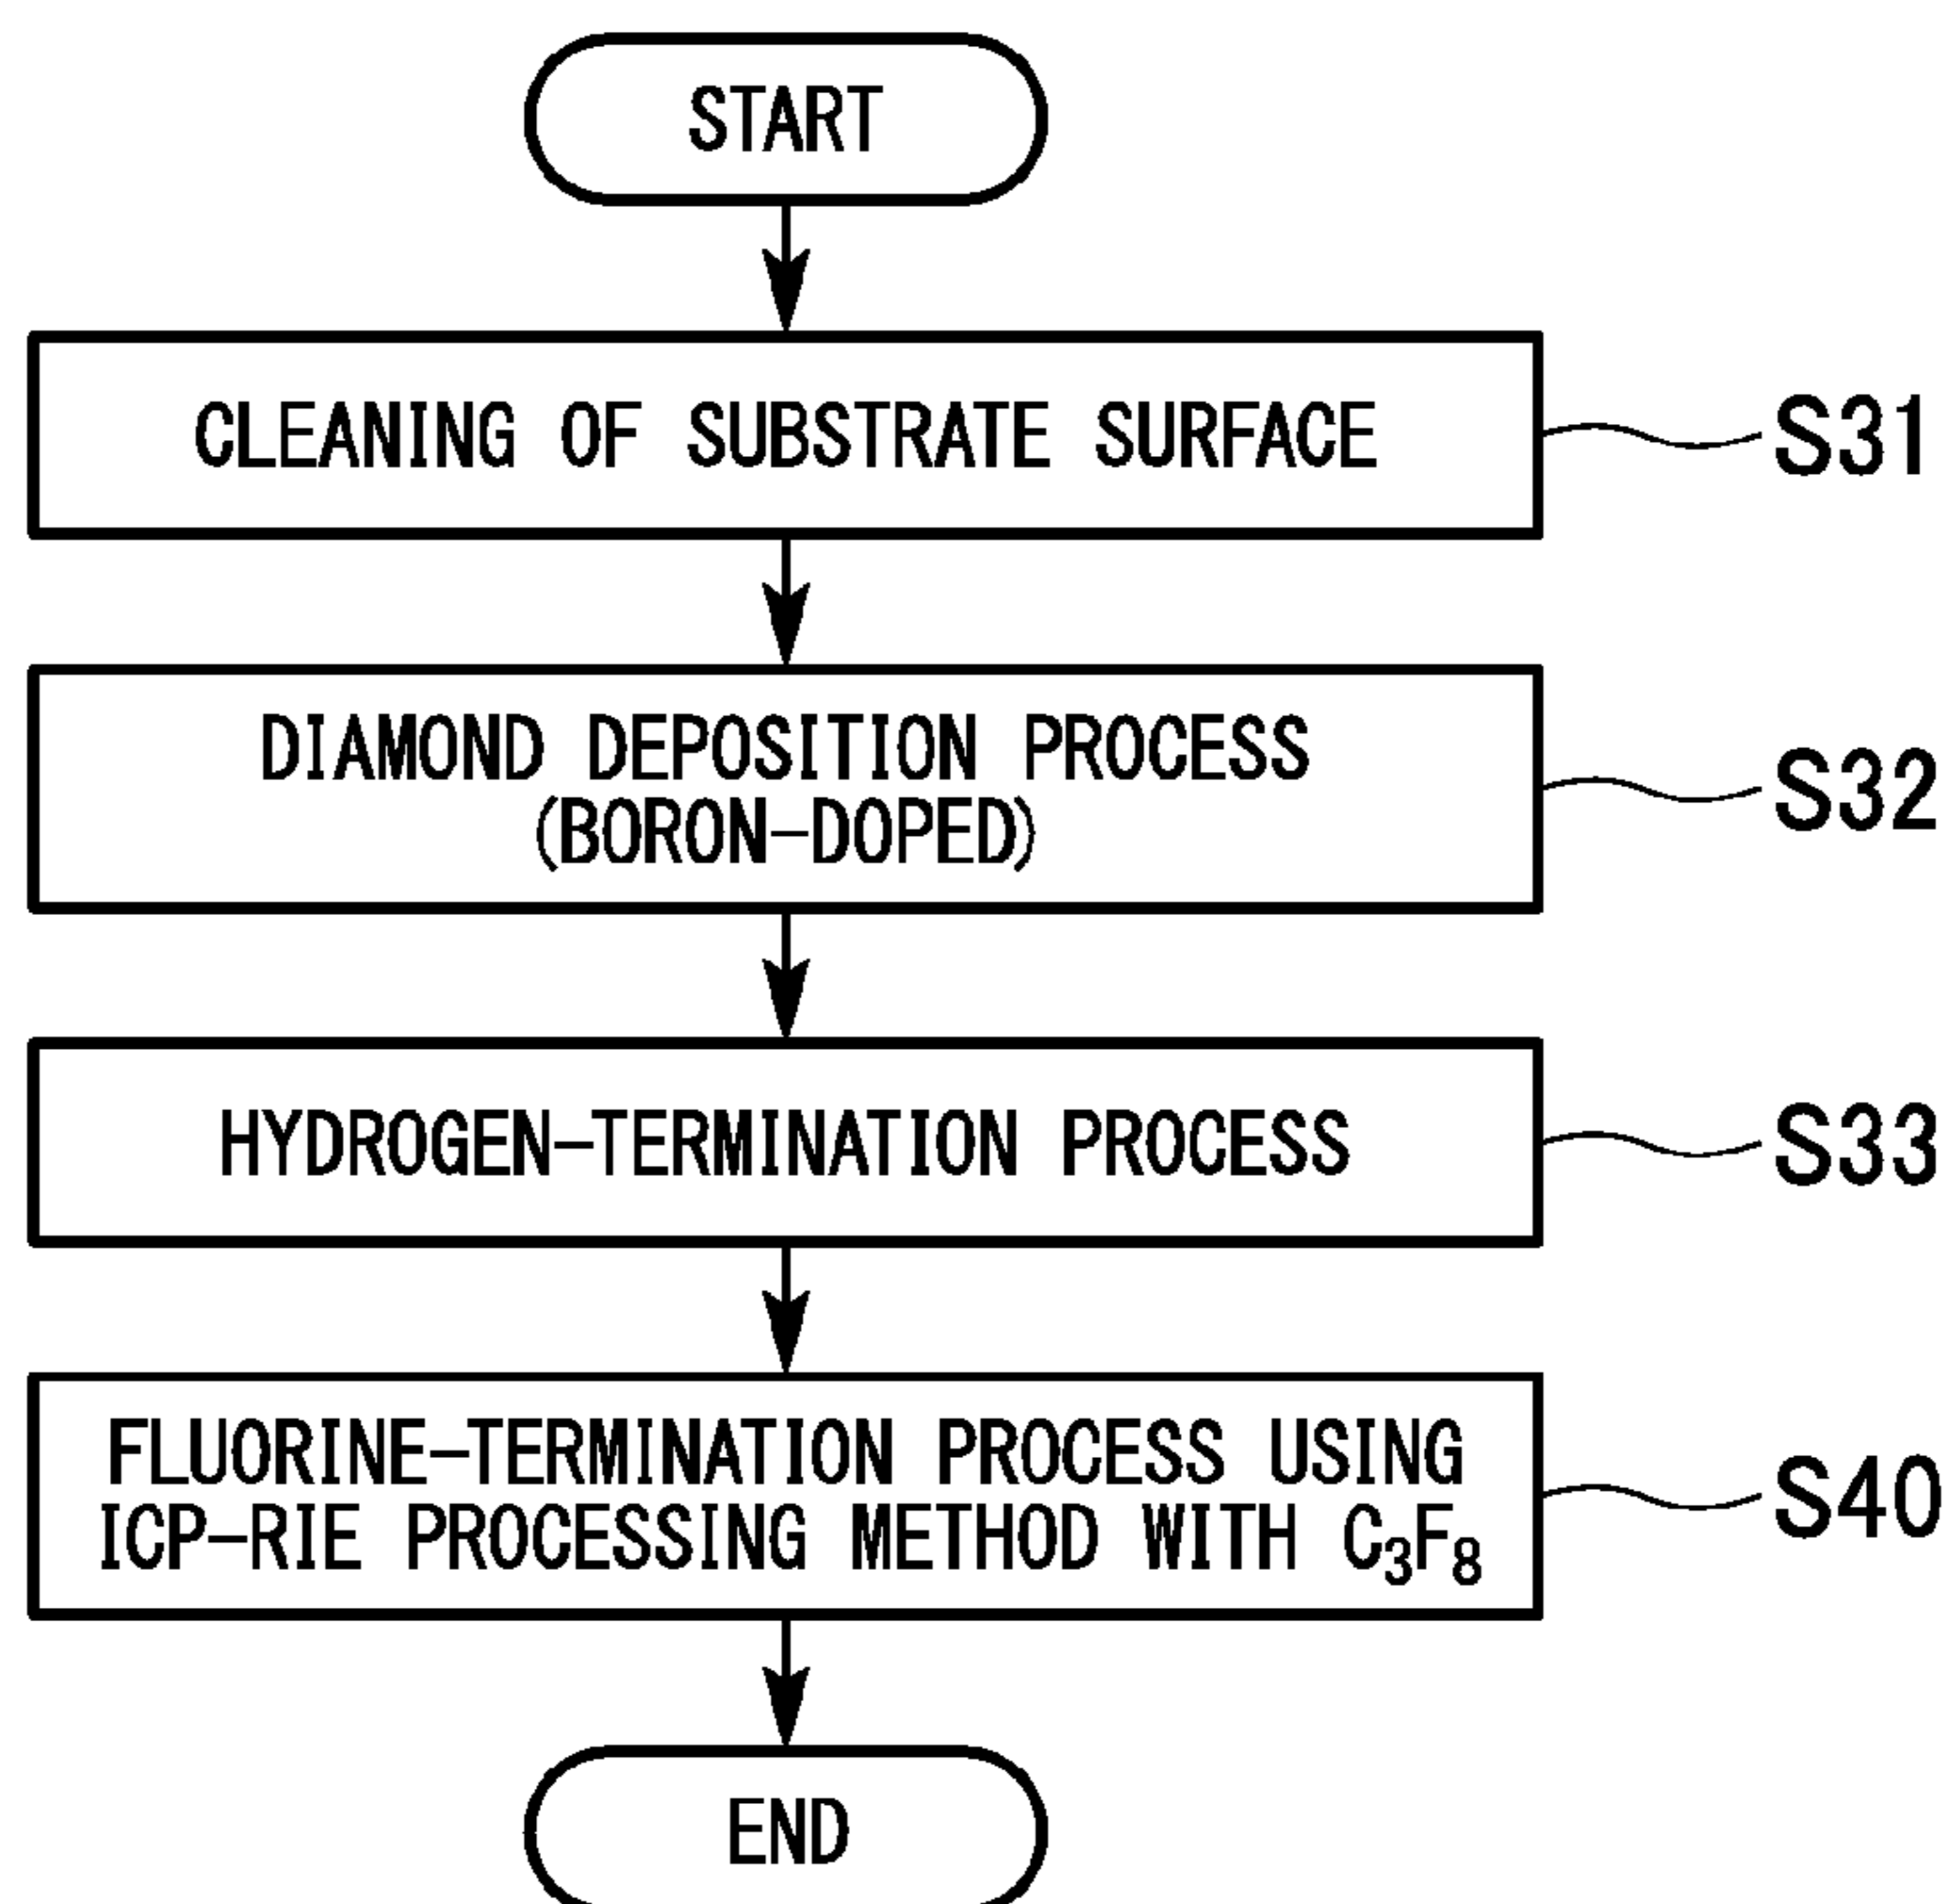 START
CLEANING OF SUBSTRATE SURFACE
S31
DIAMOND DEPOSITION PROCESS
(BORON-DOPED)
S32
HYDROGEN-TERMINATION PROCESS
S33
FLUORINE-TERMINATION PROCESS USING
ICP-RIE PROCESSING METHOD WITH C₃F₈
S40
END